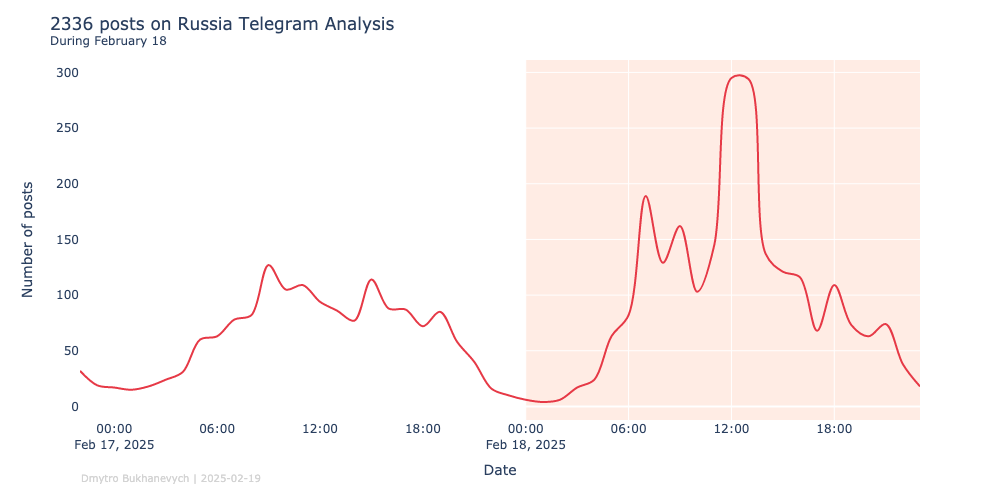 2336 posts on Russia Telegram Analysis
During February 18
300
250
200
150
100
50
0
Number of posts
00:00 06:00 12:00 18:00 00:00 06:00 12:00 18:00
Feb 17, 2025 Feb 18, 2025
Date
Dmytro Bukhanevych | 2025-02-19